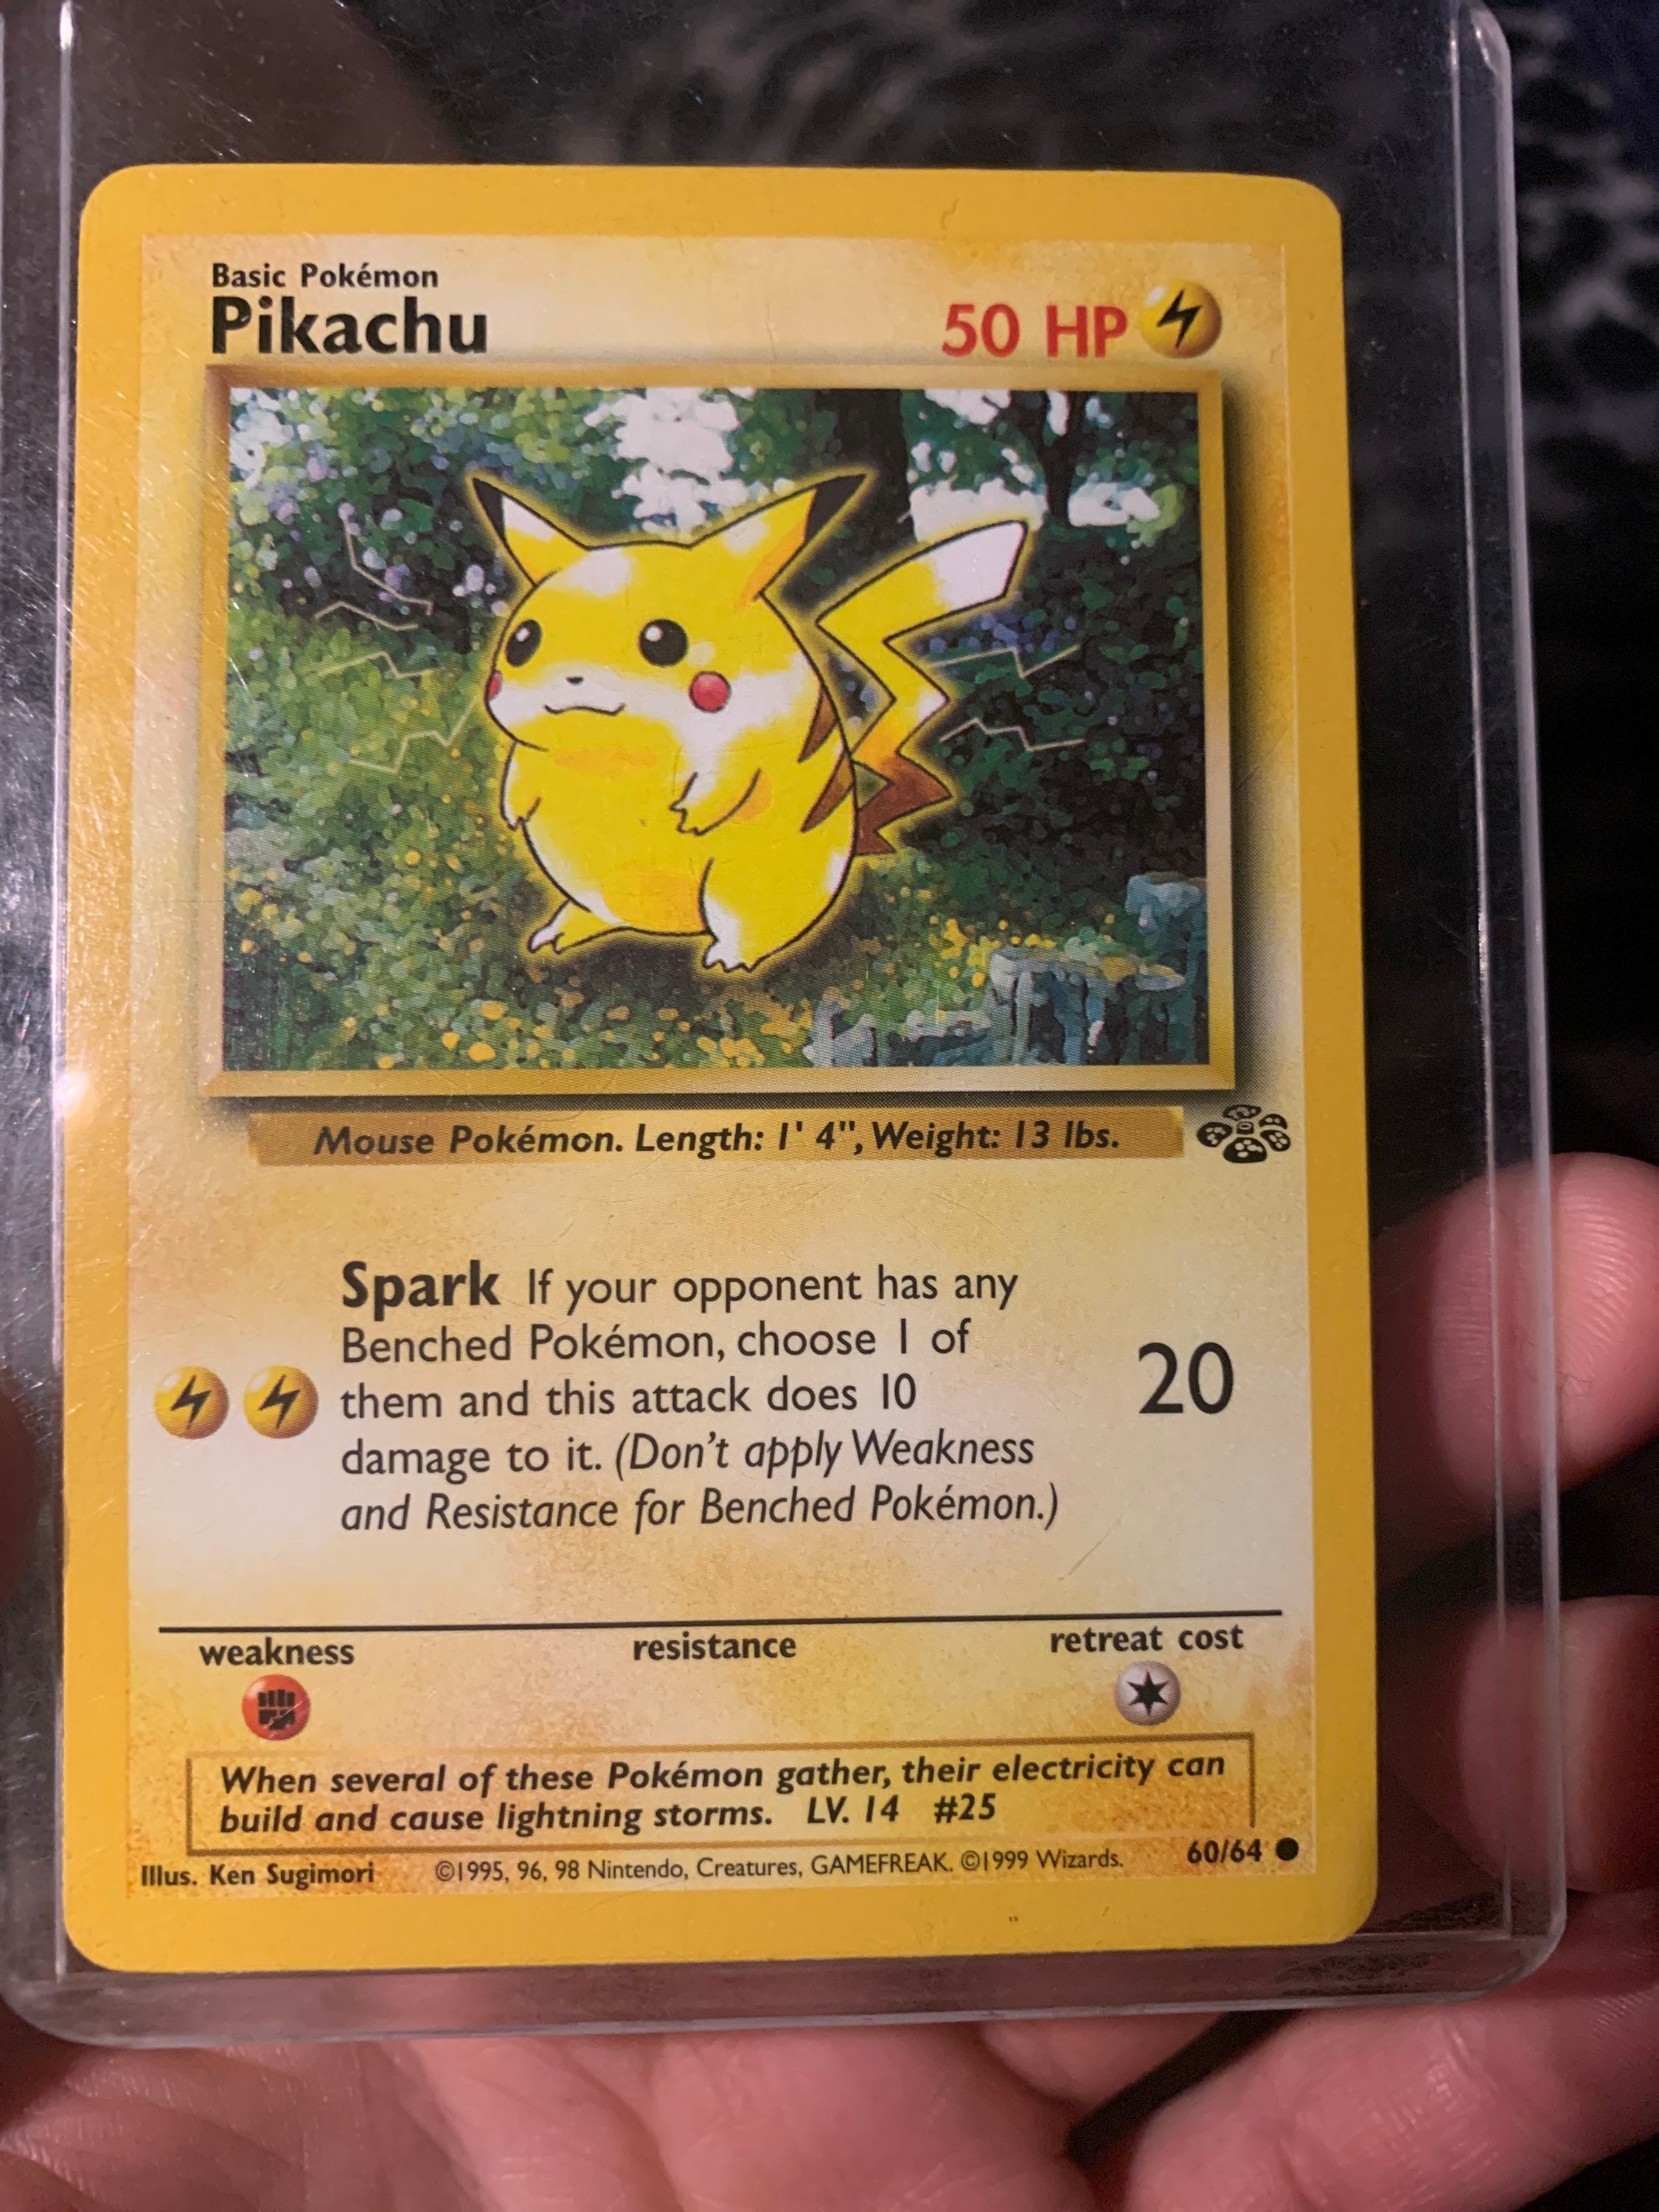 Basic Pokémon
Pikachu
50 HP
Mouse Pokémon. Length: 1' 4", Weight: 13 lbs.
Spark If your opponent has any
Benched Pokémon, choose 1 of
them and this attack does 10
damage to it. (Don't apply Weakness
and Resistance for Benched Pokémon.)
20
weakness resistance retreat cost
When several of these Pokémon gather, their electricity can
build and cause lightning storms. LV. 14 #25
Illus. Ken Sugimori ©1995, 96, 98 Nintendo, Creatures, GAMEFREAK. ©1999 Wizards. 60/64